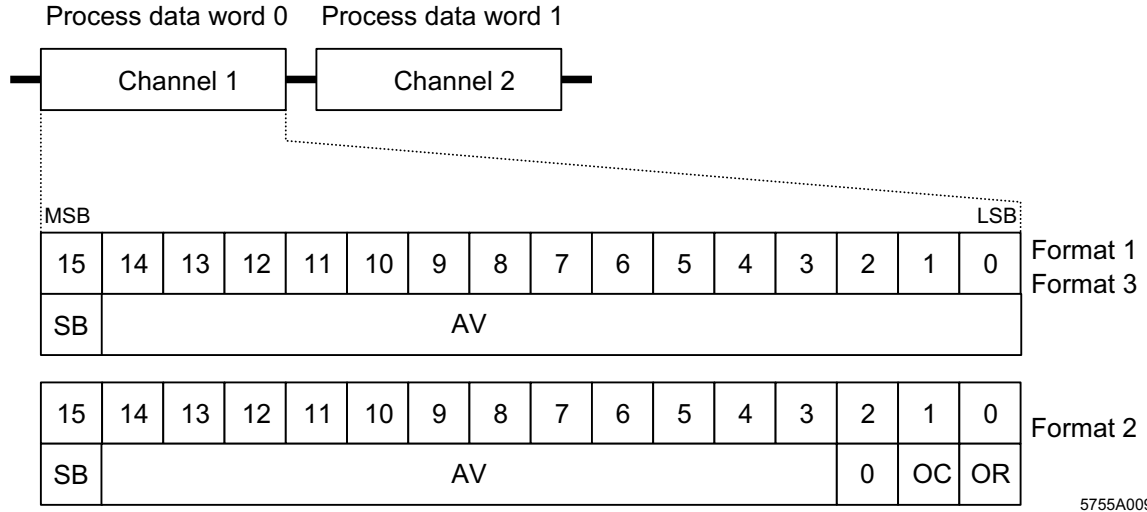 Process data word 0 Process data word 1
Channel 1 Channel 2
MSB LSB
15 14 13 12 11 10 9 8 7 6 5 4 3 2 1 0 Format 1
Format 3
SB AV
15 14 13 12 11 10 9 8 7 6 5 4 3 2 1 0 Format 2
SB AV 0 OC OR
5755A009